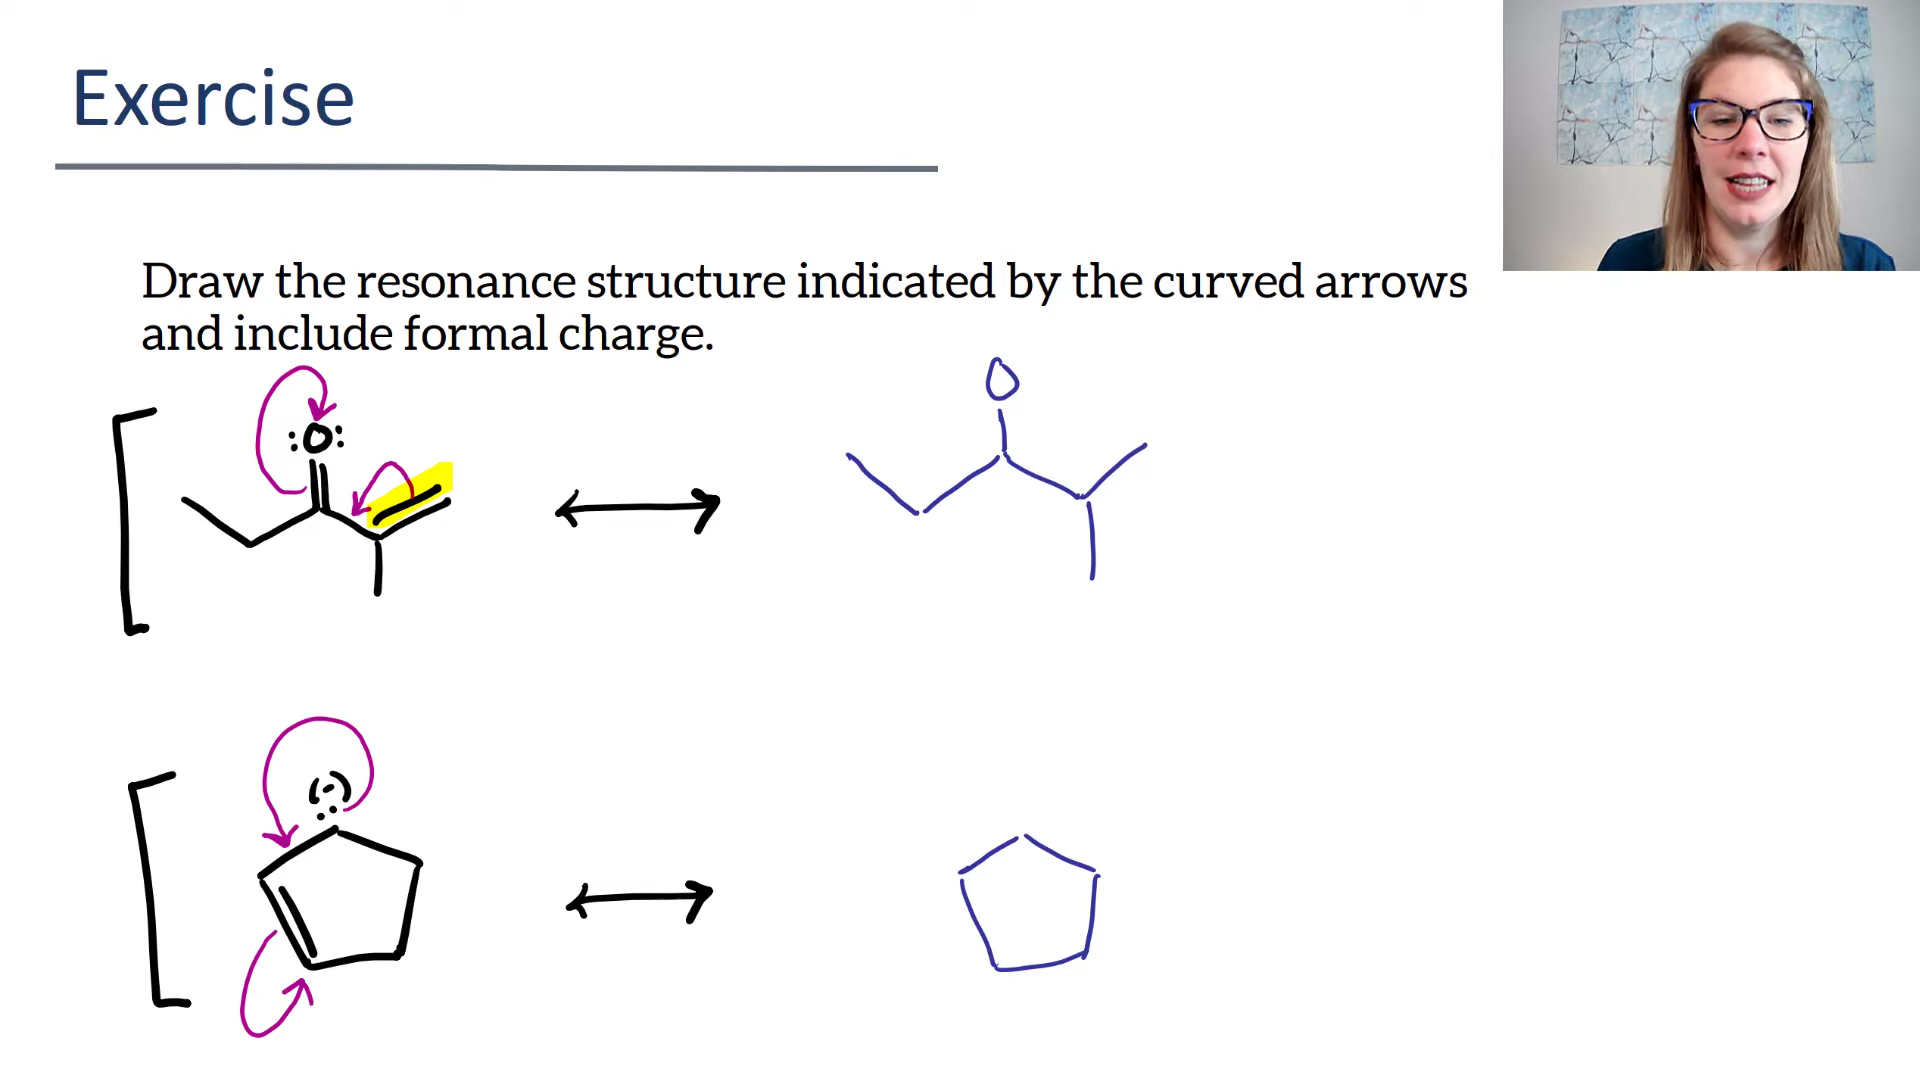 Exercise
Draw the resonance structure indicated by the curved arrows
and include formal charge.
O
:O:
(-)